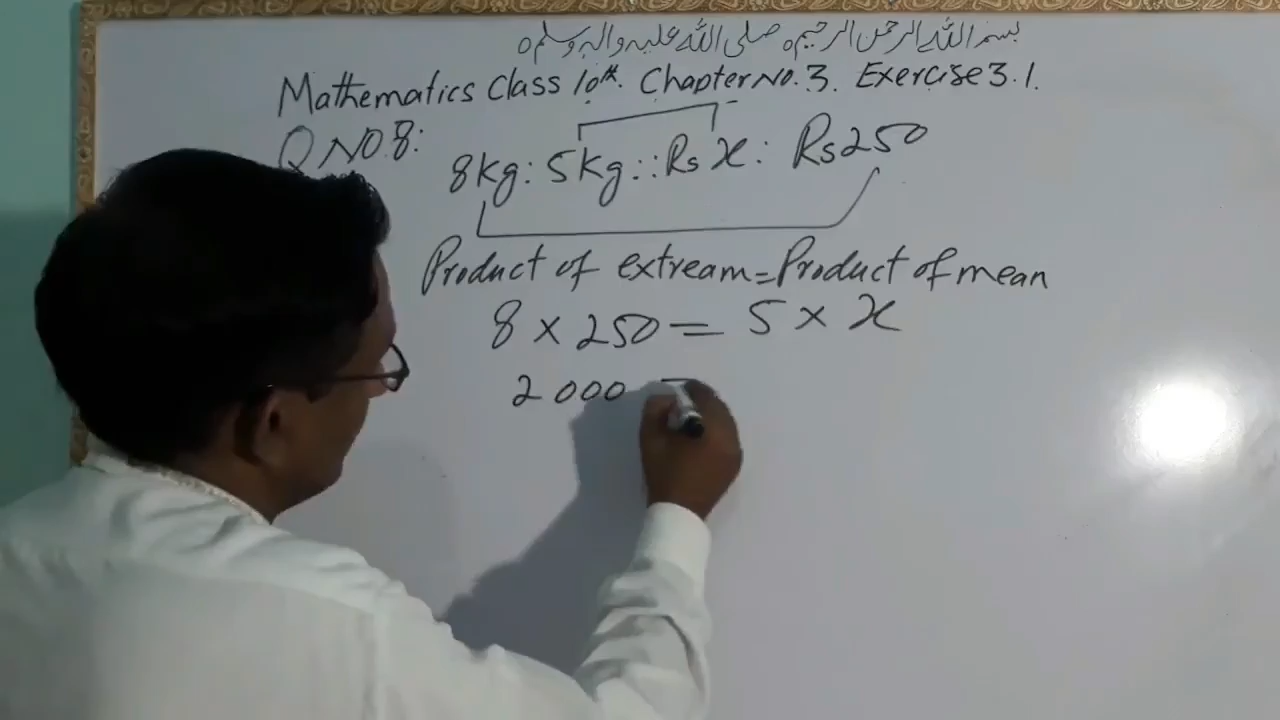 بسم اللہ الرحمن الرحیم صلی اللہ علیہ والہ وسلم
Mathematics Class 10th. Chapter No. 3. Exercise 3.1.
Q NO 8:
8Kg : 5Kg :: Rs x : Rs 250
Product of extream = Product of mean
8 × 250 = 5 × x
2000 =